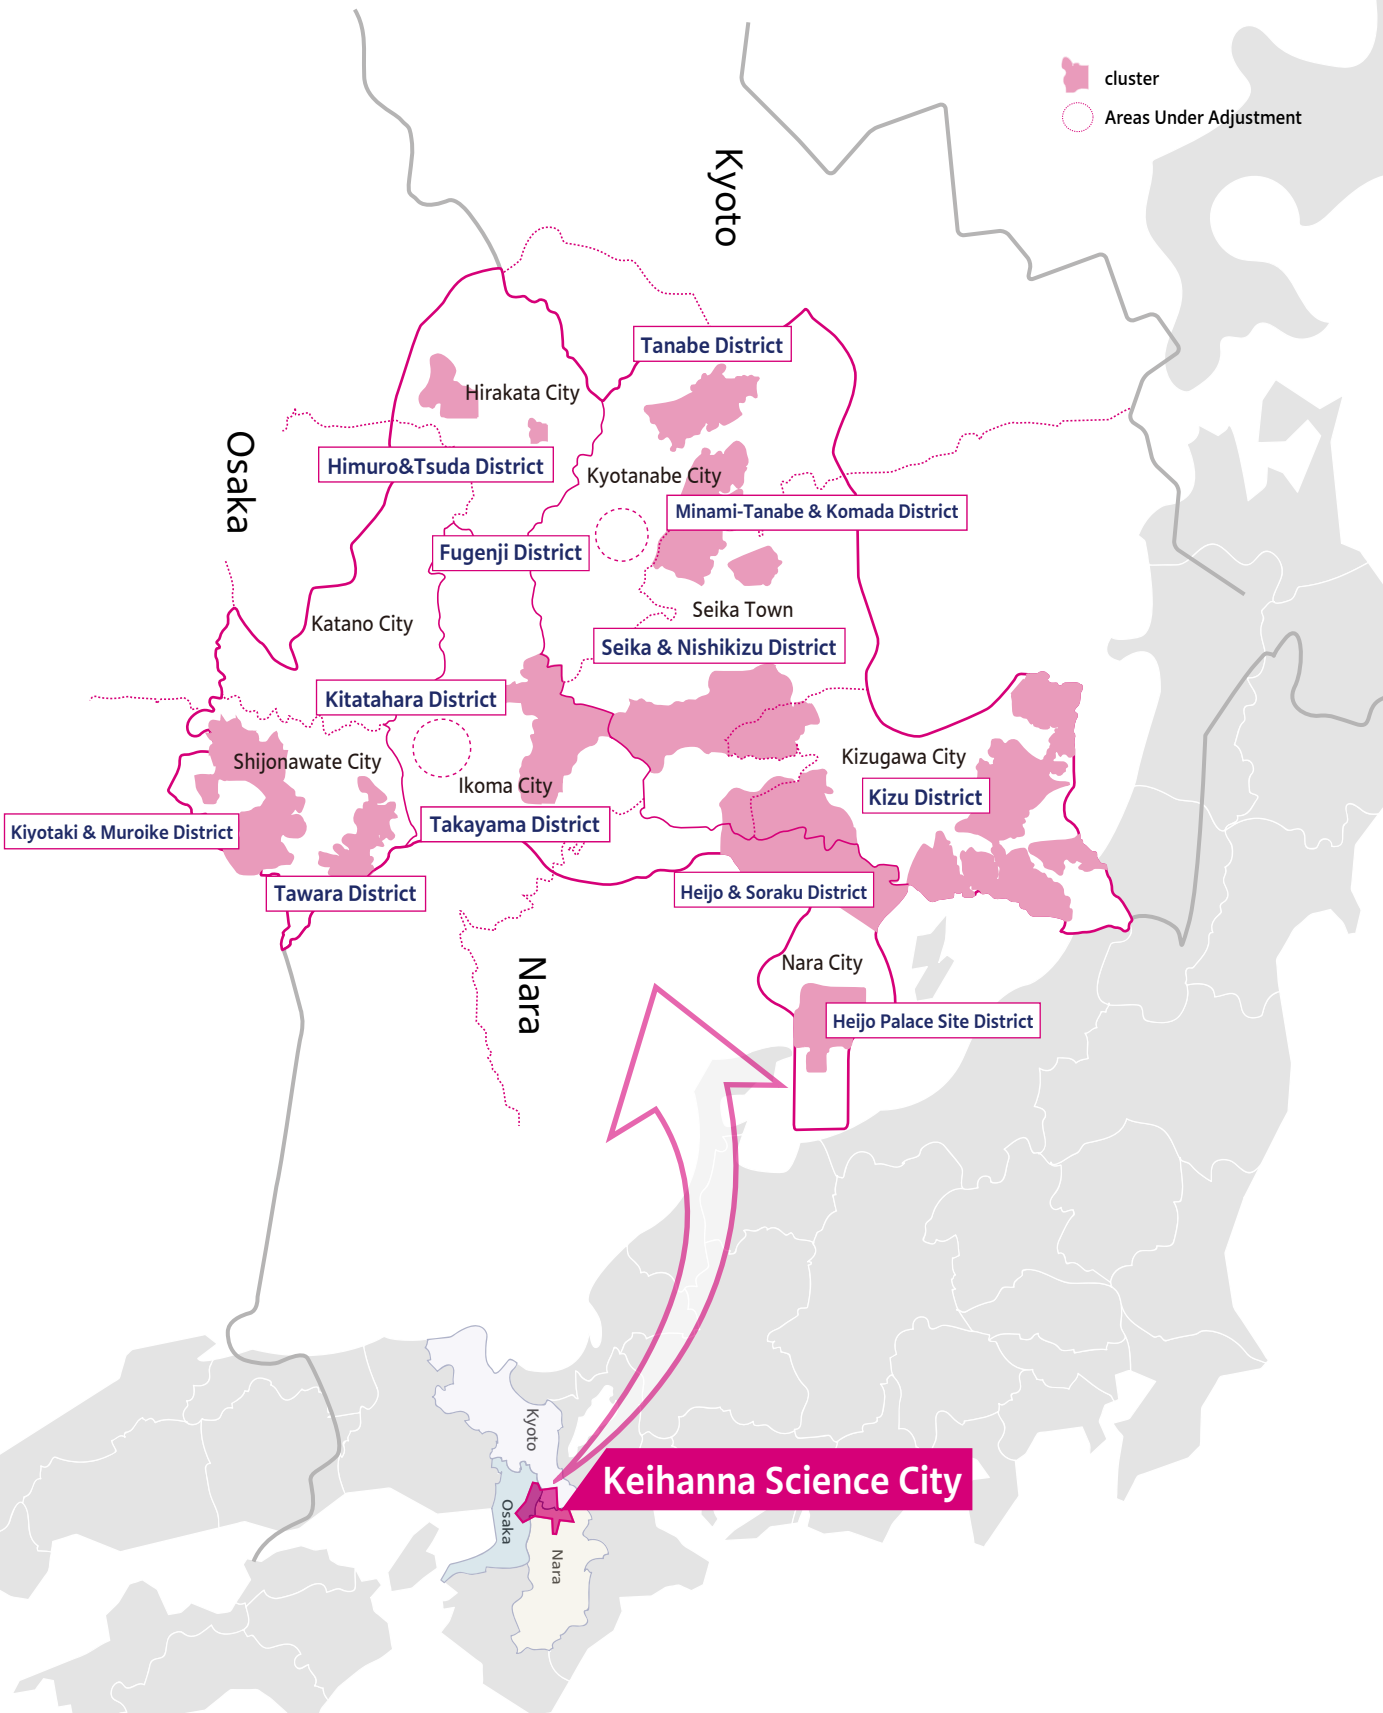 cluster
Areas Under Adjustment
Kyoto
Tanabe District
Hirakata City
Osaka
Himuro&Tsuda District
Kyotanabe City
Minami-Tanabe & Komada District
Fugenji District
Seika Town
Katano City
Seika & Nishikizu District
Kitatahara District
Shijonawate City
Kizugawa City
Ikoma City
Kizu District
Kiyotaki & Muroike District
Takayama District
Tawara District
Heijo & Soraku District
Nara
Nara City
Heijo Palace Site District
Kyoto
Keihanna Science City
Osaka
Nara